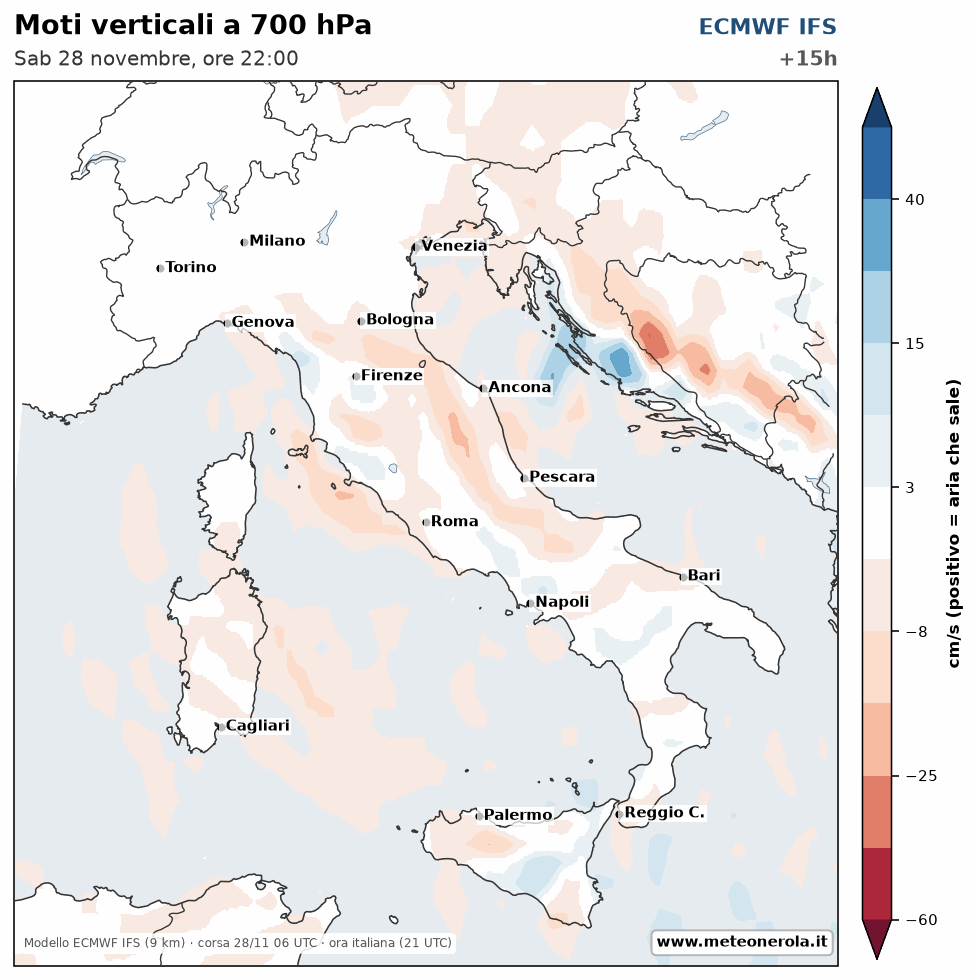 Moti verticali a 700 hPa
ECMWF IFS
Sab 28 novembre, ore 22:00
+15h
Milano
Venezia
Torino
Genova
Bologna
Firenze
Ancona
Pescara
Roma
Bari
Napoli
Cagliari
Palermo
Reggio C.
40
15
3
−8
−25
−60
cm/s (positivo = aria che sale)
Modello ECMWF IFS (9 km) · corsa 28/11 06 UTC · ora italiana (21 UTC)
www.meteonerola.it